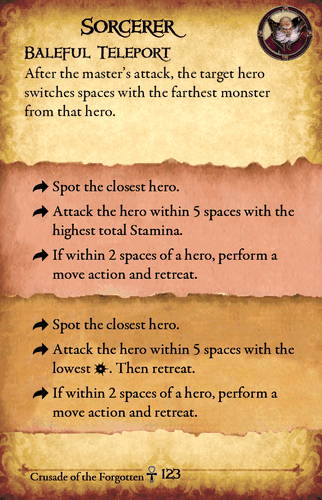 Sorcerer
Baleful Teleport
After the master's attack, the target hero
switches spaces with the farthest monster
from that hero.
Spot the closest hero.
Attack the hero within 5 spaces with the
highest total Stamina.
If within 2 spaces of a hero, perform a
move action and retreat.
Spot the closest hero.
Attack the hero within 5 spaces with the
lowest . Then retreat.
If within 2 spaces of a hero, perform a
move action and retreat.
Crusade of the Forgotten ☥ 123